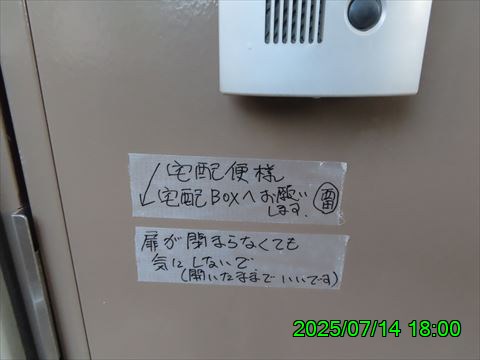 宅配便様
↙宅配BOXへお願い
します.
扉が閉まらなくても
気にしないで
(開いたままでいいです)
2025/07/14 18:00